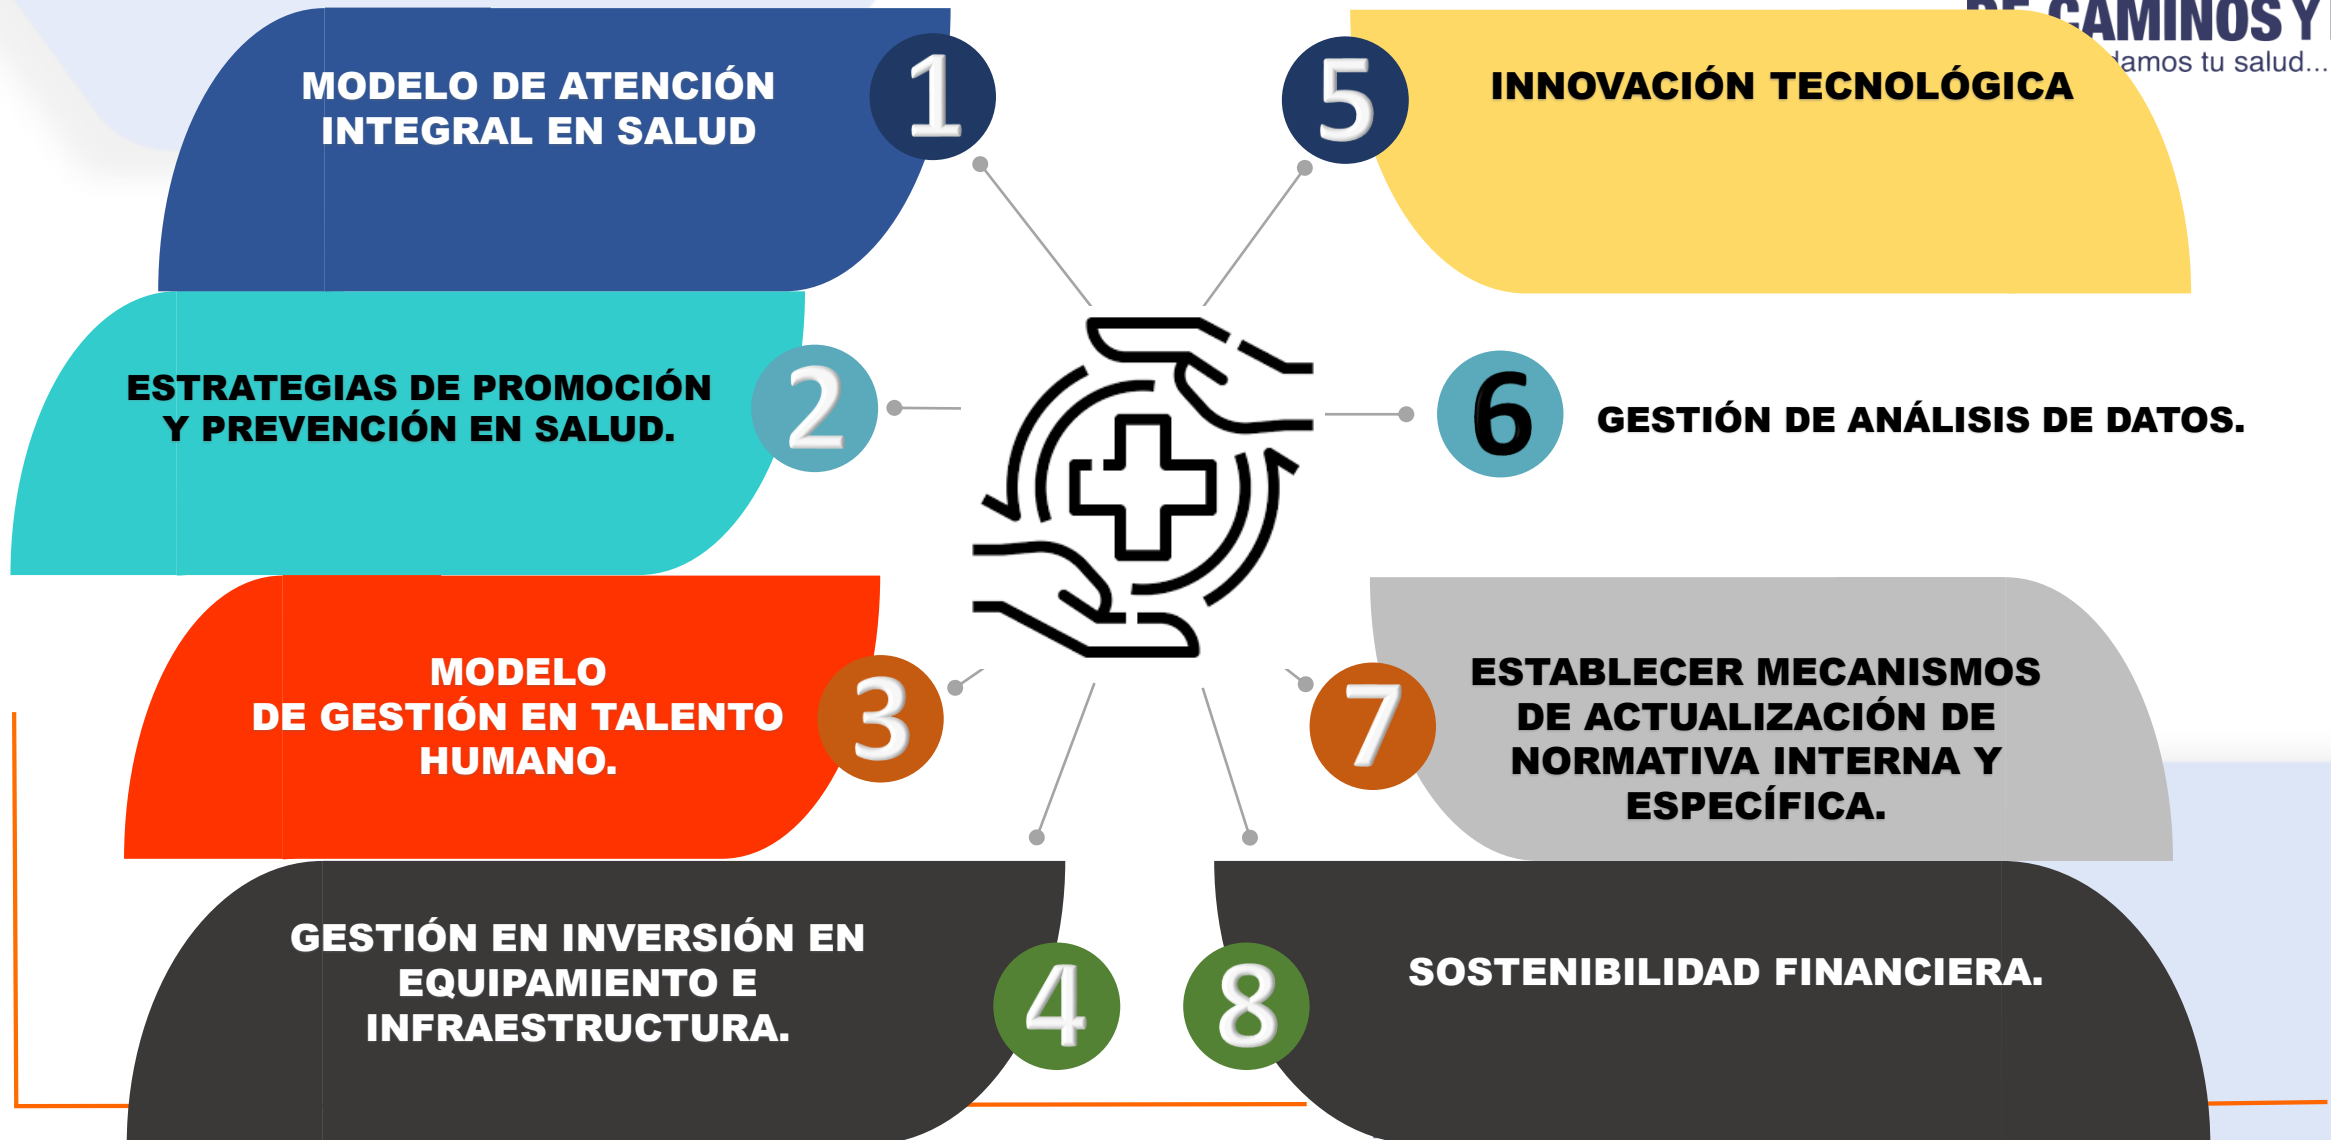 MODELO DE ATENCIÓN
INTEGRAL EN SALUD
1
ESTRATEGIAS DE PROMOCIÓN
Y PREVENCIÓN EN SALUD.
2
MODELO
DE GESTIÓN EN TALENTO
HUMANO.
3
GESTIÓN EN INVERSIÓN EN
EQUIPAMIENTO E
INFRAESTRUCTURA.
4
CAMINOS Y
tu salud...
5
INNOVACIÓN TECNOLÓGICA
6
GESTIÓN DE ANÁLISIS DE DATOS.
7
ESTABLECER MECANISMOS
DE ACTUALIZACIÓN DE
NORMATIVA INTERNA Y
ESPECÍFICA.
8
SOSTENIBILIDAD FINANCIERA.